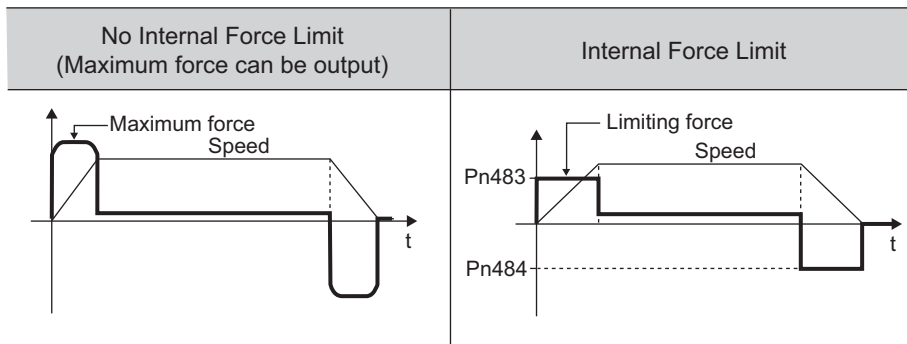 No Internal Force Limit
(Maximum force can be output)
Internal Force Limit
Maximum force
Speed
t
Limiting force
Speed
Pn483
t
Pn484